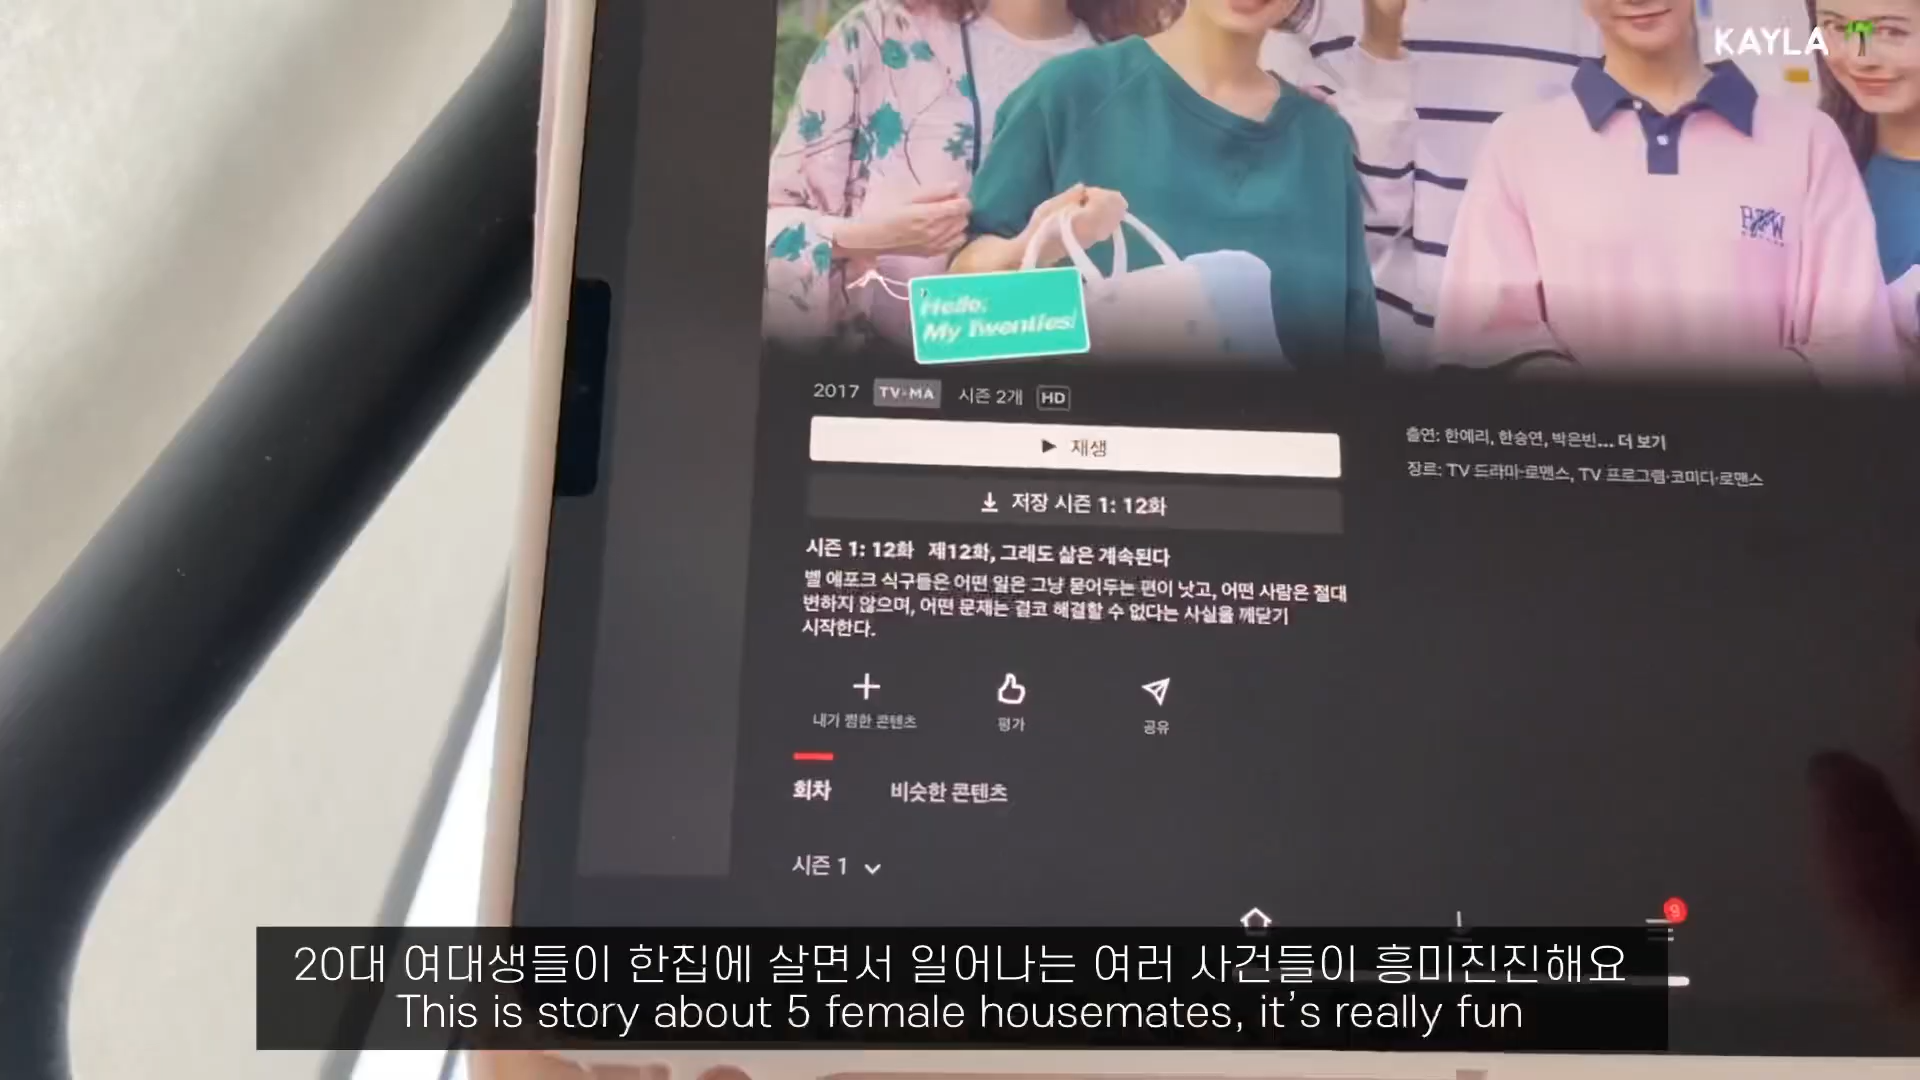 KAYLA
Hello,
My Twenties!
2017 TV-MA 시즌 2개 HD
▶ 재생
저장 시즌 1: 12화
시즌 1: 12화 제12화, 그래도 삶은 계속된다
벨 에포크 식구들은 어떤 일은 그냥 묻어두는 편이 낫고, 어떤 사람은 절대
변하지 않으며, 어떤 문제는 결코 해결할 수 없다는 사실을 깨닫기
시작한다.
출연: 한예리, 한승연, 박은빈... 더 보기
장르: TV 드라마·로맨스, TV 프로그램·코미디·로맨스
내가 찜한 콘텐츠 평가 공유
회차 비슷한 콘텐츠
시즌 1
9
20대 여대생들이 한집에 살면서 일어나는 여러 사건들이 흥미진진해요
This is story about 5 female housemates, it's really fun